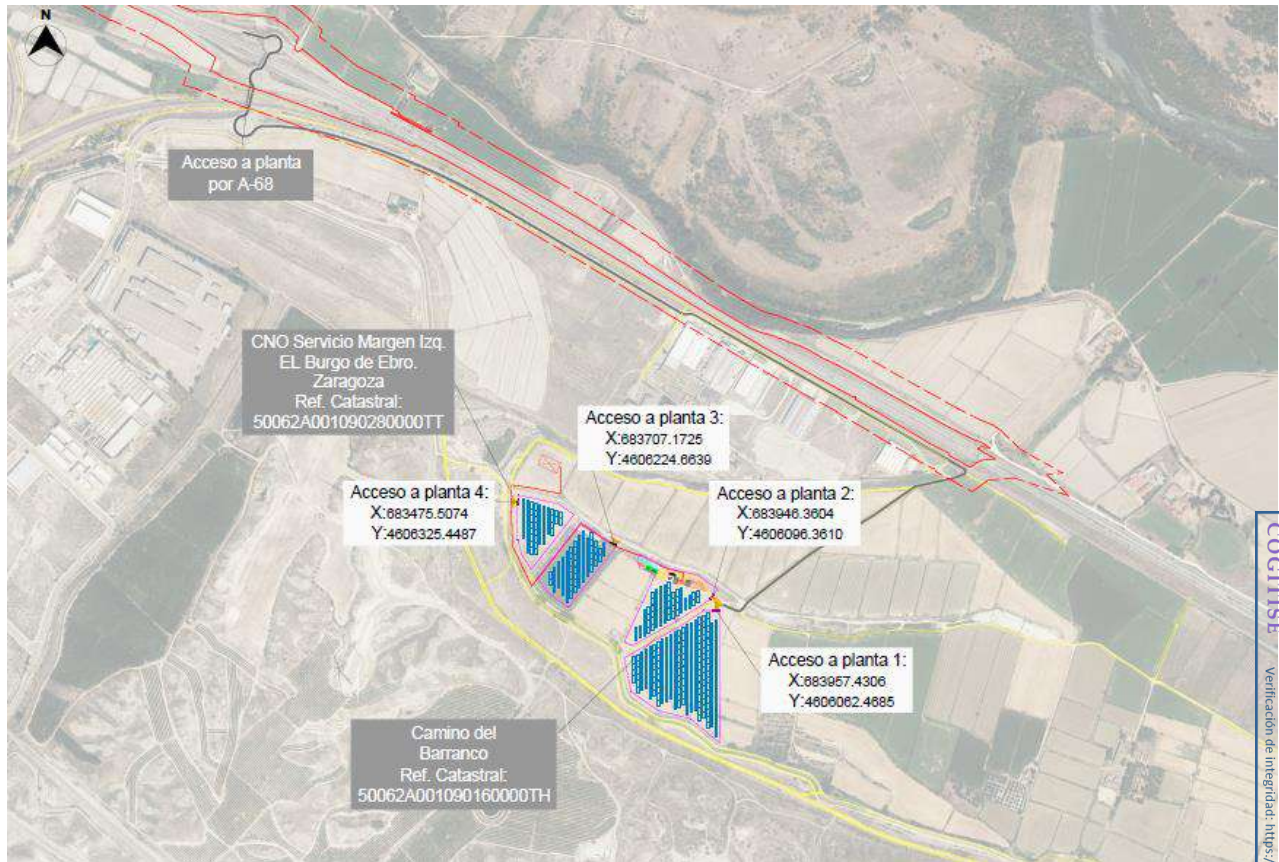 N
Acceso a planta
por A-68
CNO Servicio Margen Izq.
EL Burgo de Ebro.
Zaragoza
Ref. Catastral:
50062A001090280000TT
Acceso a planta 3:
X:683707.1725
Y:4606224.6639
Acceso a planta 4:
X:683475.5074
Y:4606325.4487
Acceso a planta 2:
X:683946.3604
Y:4606096.3610
Acceso a planta 1:
X:683957.4306
Y:4606062.4685
Camino del
Barranco
Ref. Catastral:
50062A001090160000TH
COGITISE
Verificación de integridad: https:/